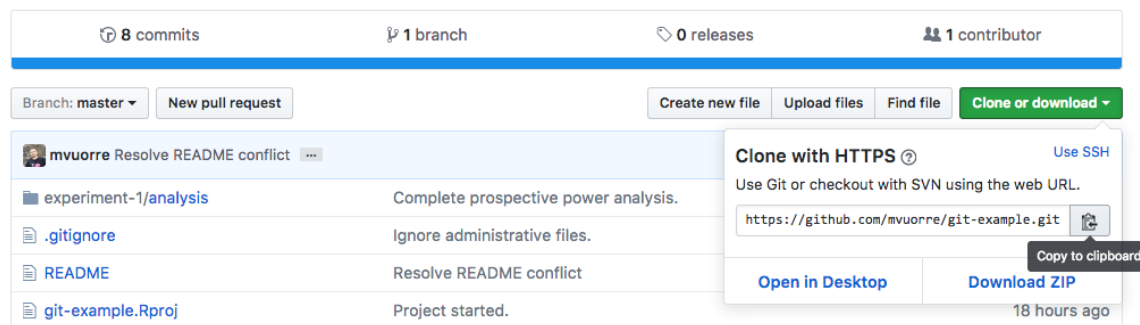 8 commits 1 branch 0 releases 1 contributor
Branch: master New pull request Create new file Upload files Find file Clone or download
mvuorre Resolve README conflict ...
Clone with HTTPS ? Use SSH
Use Git or checkout with SVN using the web URL.
experiment-1/analysis Complete prospective power analysis.
https://github.com/mvuorre/git-example.git
.gitignore Ignore administrative files.
Copy to clipboard
README Resolve README conflict
Open in Desktop Download ZIP
git-example.Rproj Project started. 18 hours ago